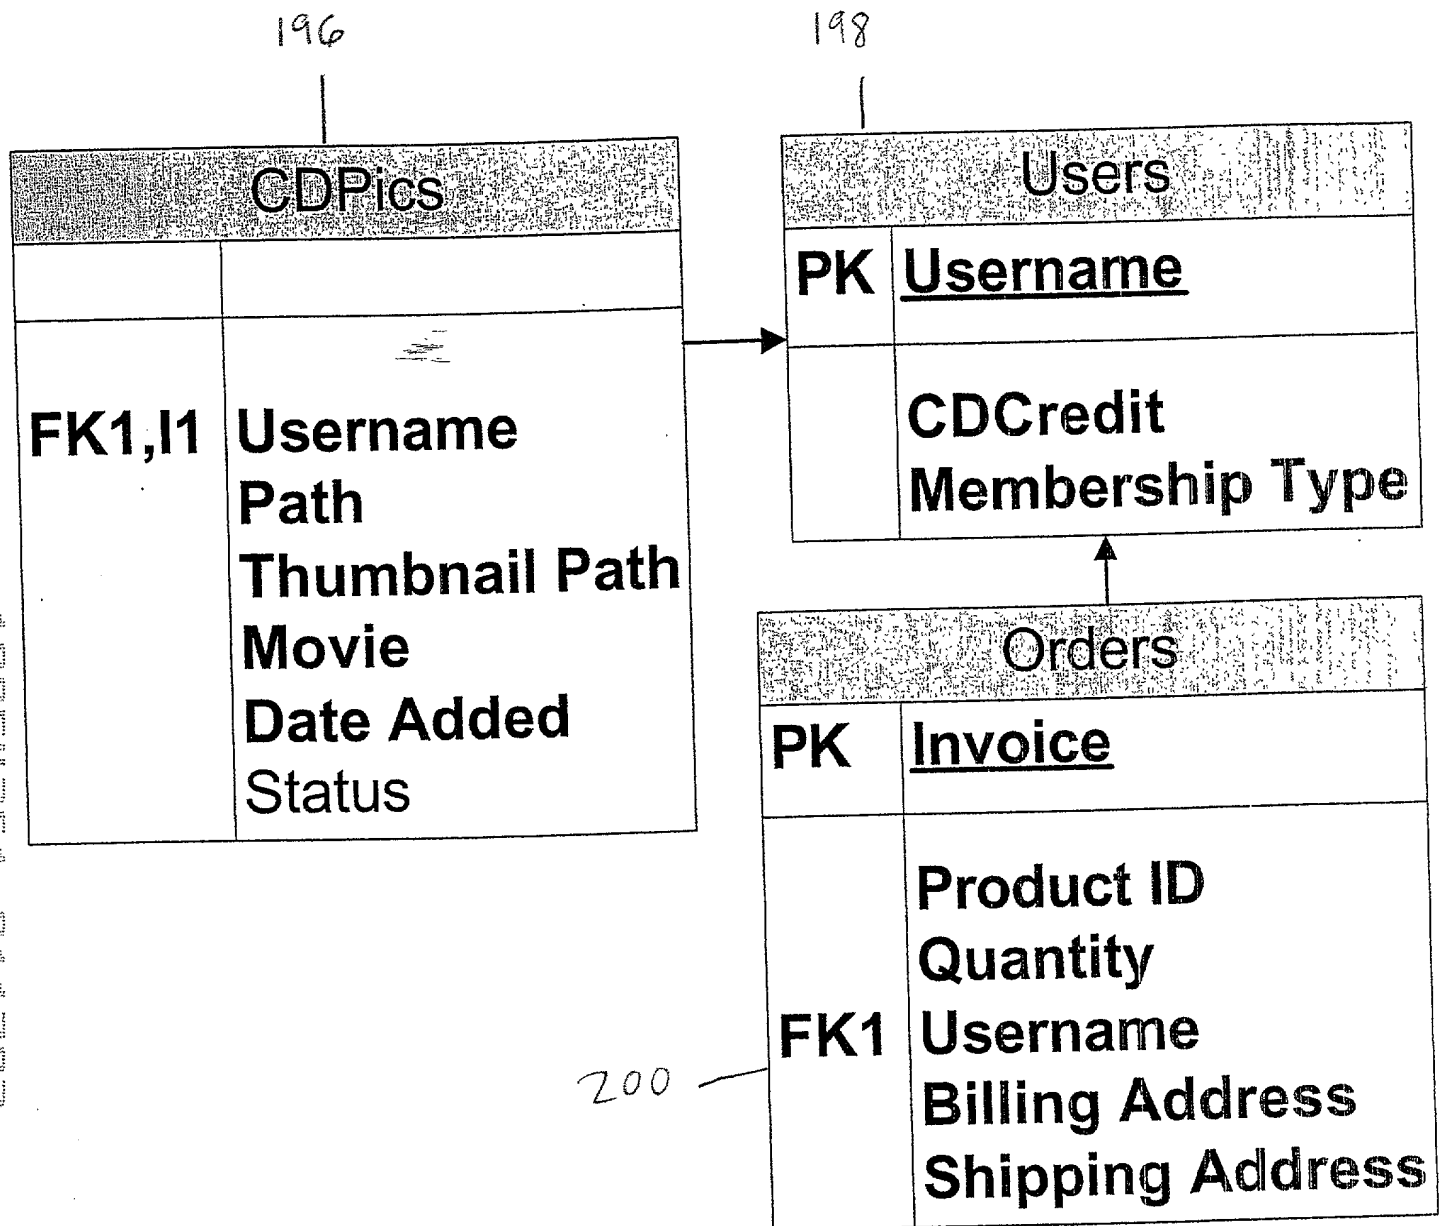 196
198
CDPics
FK1,I1 Username
Path
Thumbnail Path
Movie
Date Added
Status
Users
PK Username
CDCredit
Membership Type
Orders
PK Invoice
Product ID
Quantity
FK1 Username
Billing Address
Shipping Address
200